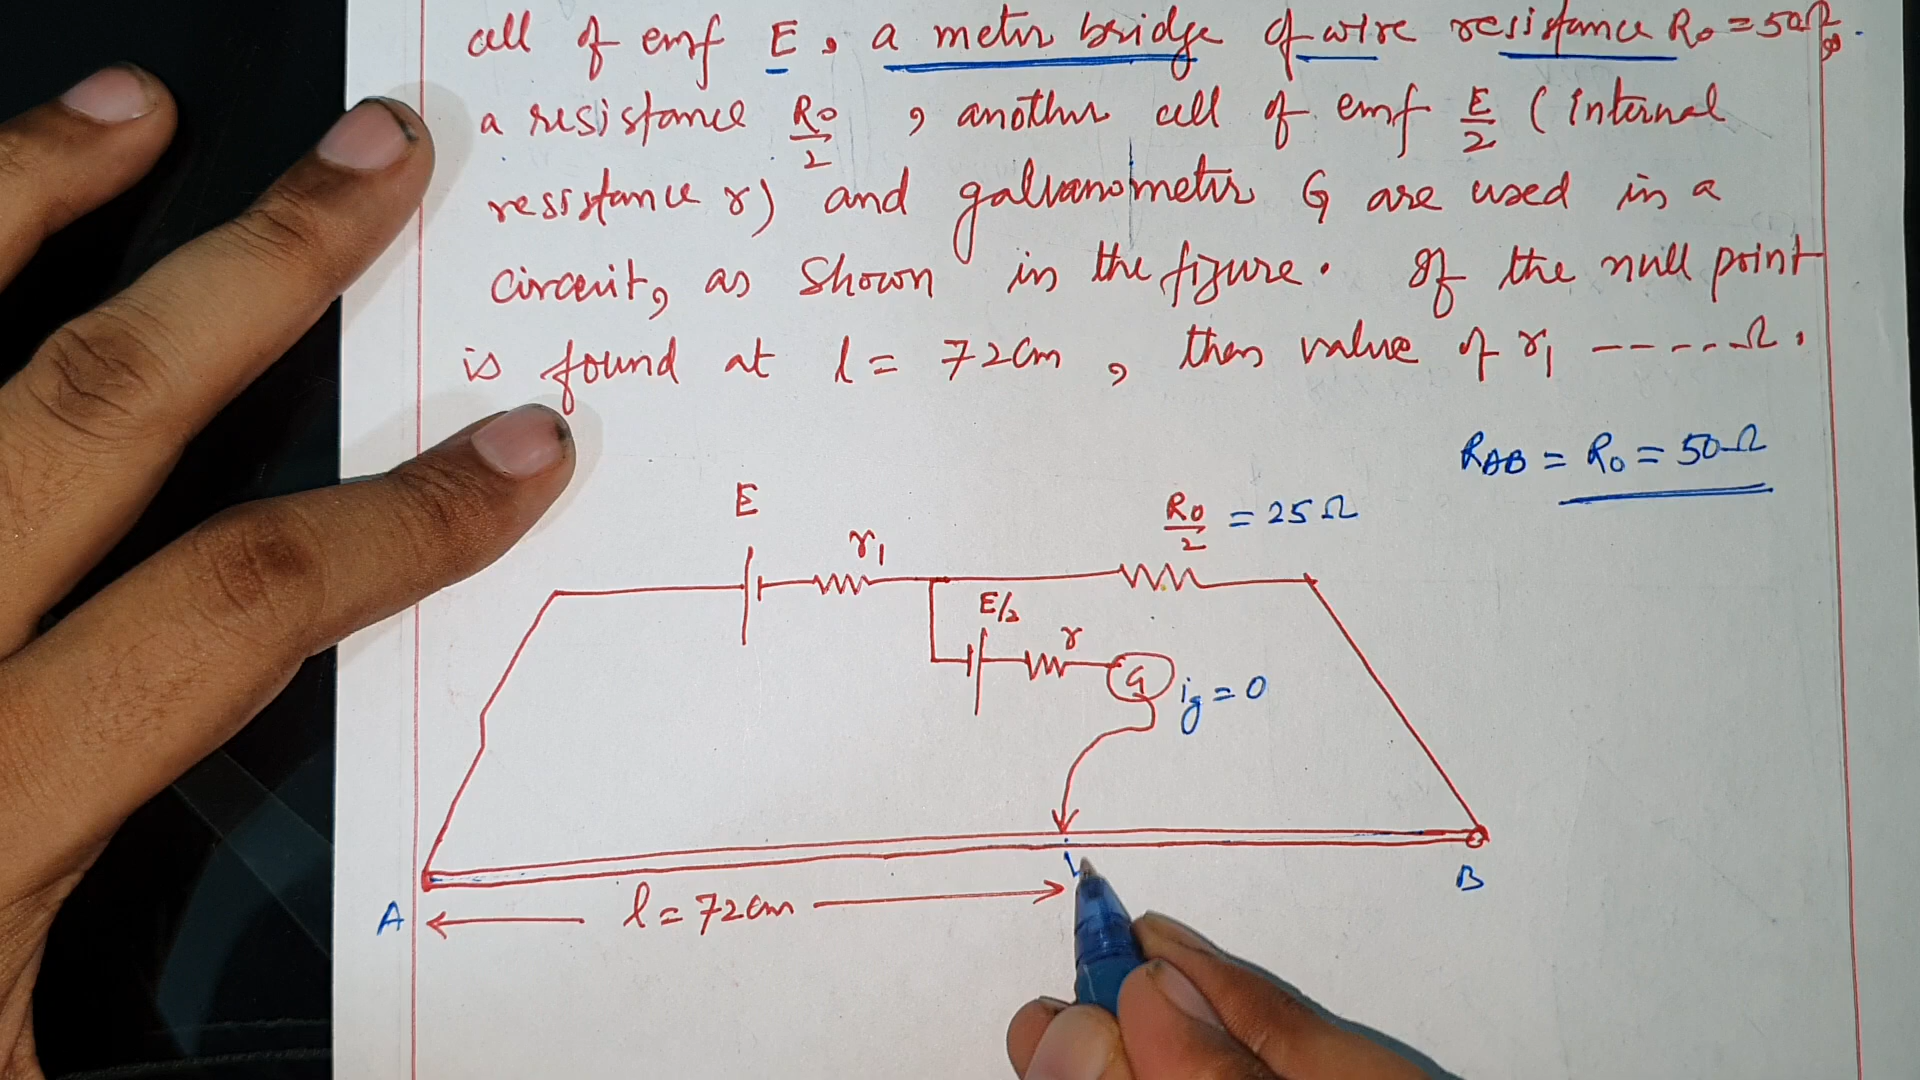 cell of emf E, a meter bridge of wire resistance R₀ = 50Ω.
a resistance R₀/2, another cell of emf E/2 (internal
resistance r) and galvanometer G are used in a
circuit, as shown in the figure. If the null point
is found at l = 72cm, then value of r₁ -----Ω.
R_AB = R₀ = 50Ω
E
r₁
R₀/2 = 25Ω
E/2
r
G
i_g = 0
A
l = 72cm
B